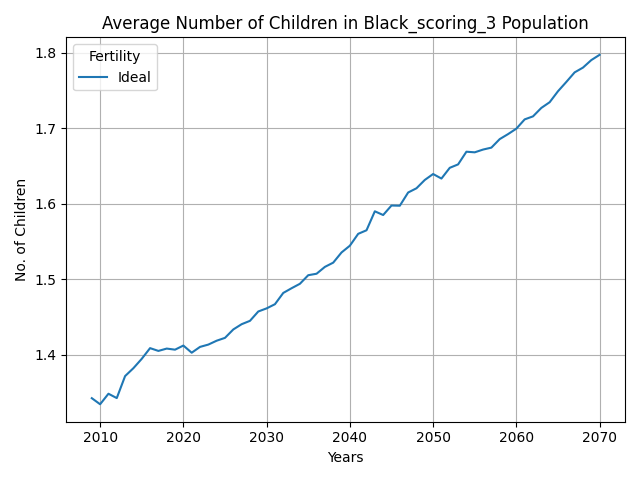 Average Number of Children in Black_scoring_3 Population
Fertility
Ideal
1.8
1.7
1.6
1.5
1.4
No. of Children
2010 2020 2030 2040 2050 2060 2070
Years